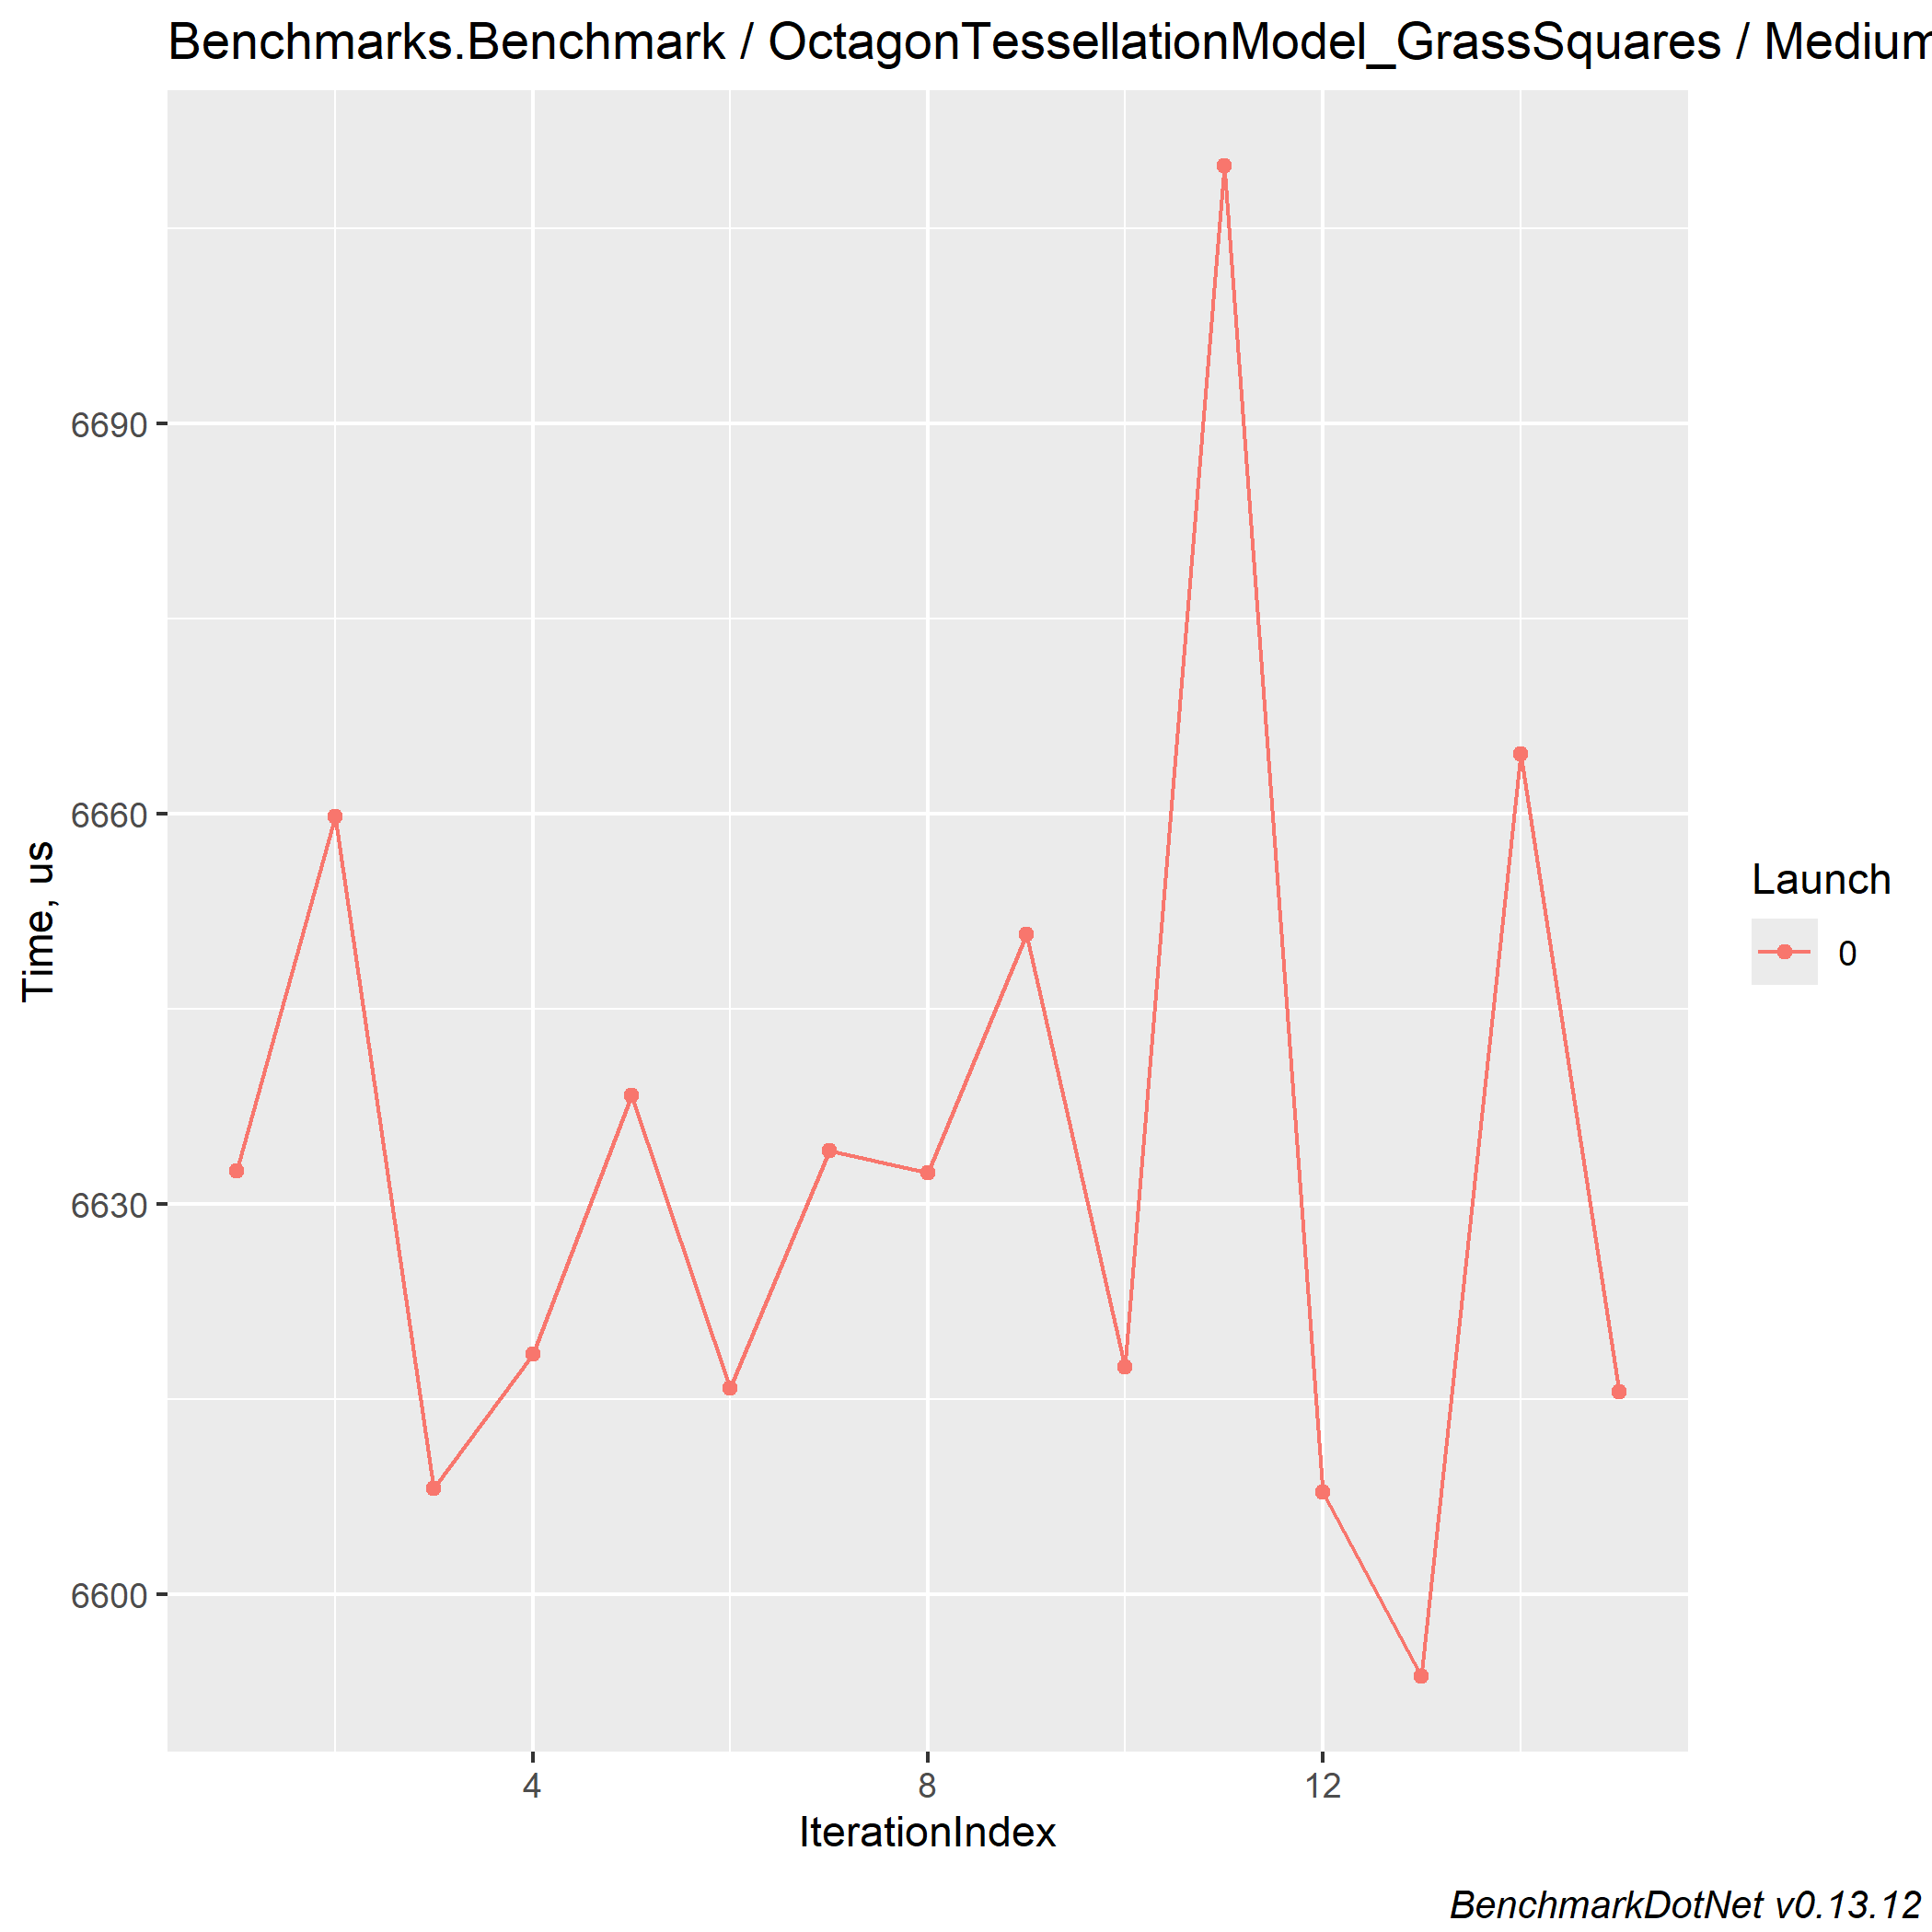 Benchmarks.Benchmark / OctagonTessellationModel_GrassSquares / Medium
6690
6660
6630
6600
Time, us
4
8
12
IterationIndex
Launch
0
BenchmarkDotNet v0.13.12